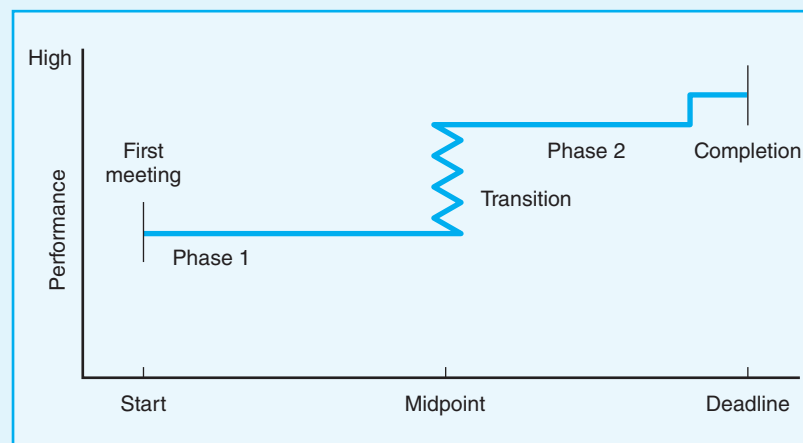 High
First
meeting
Phase 2
Completion
Transition
Performance
Phase 1
Start
Midpoint
Deadline